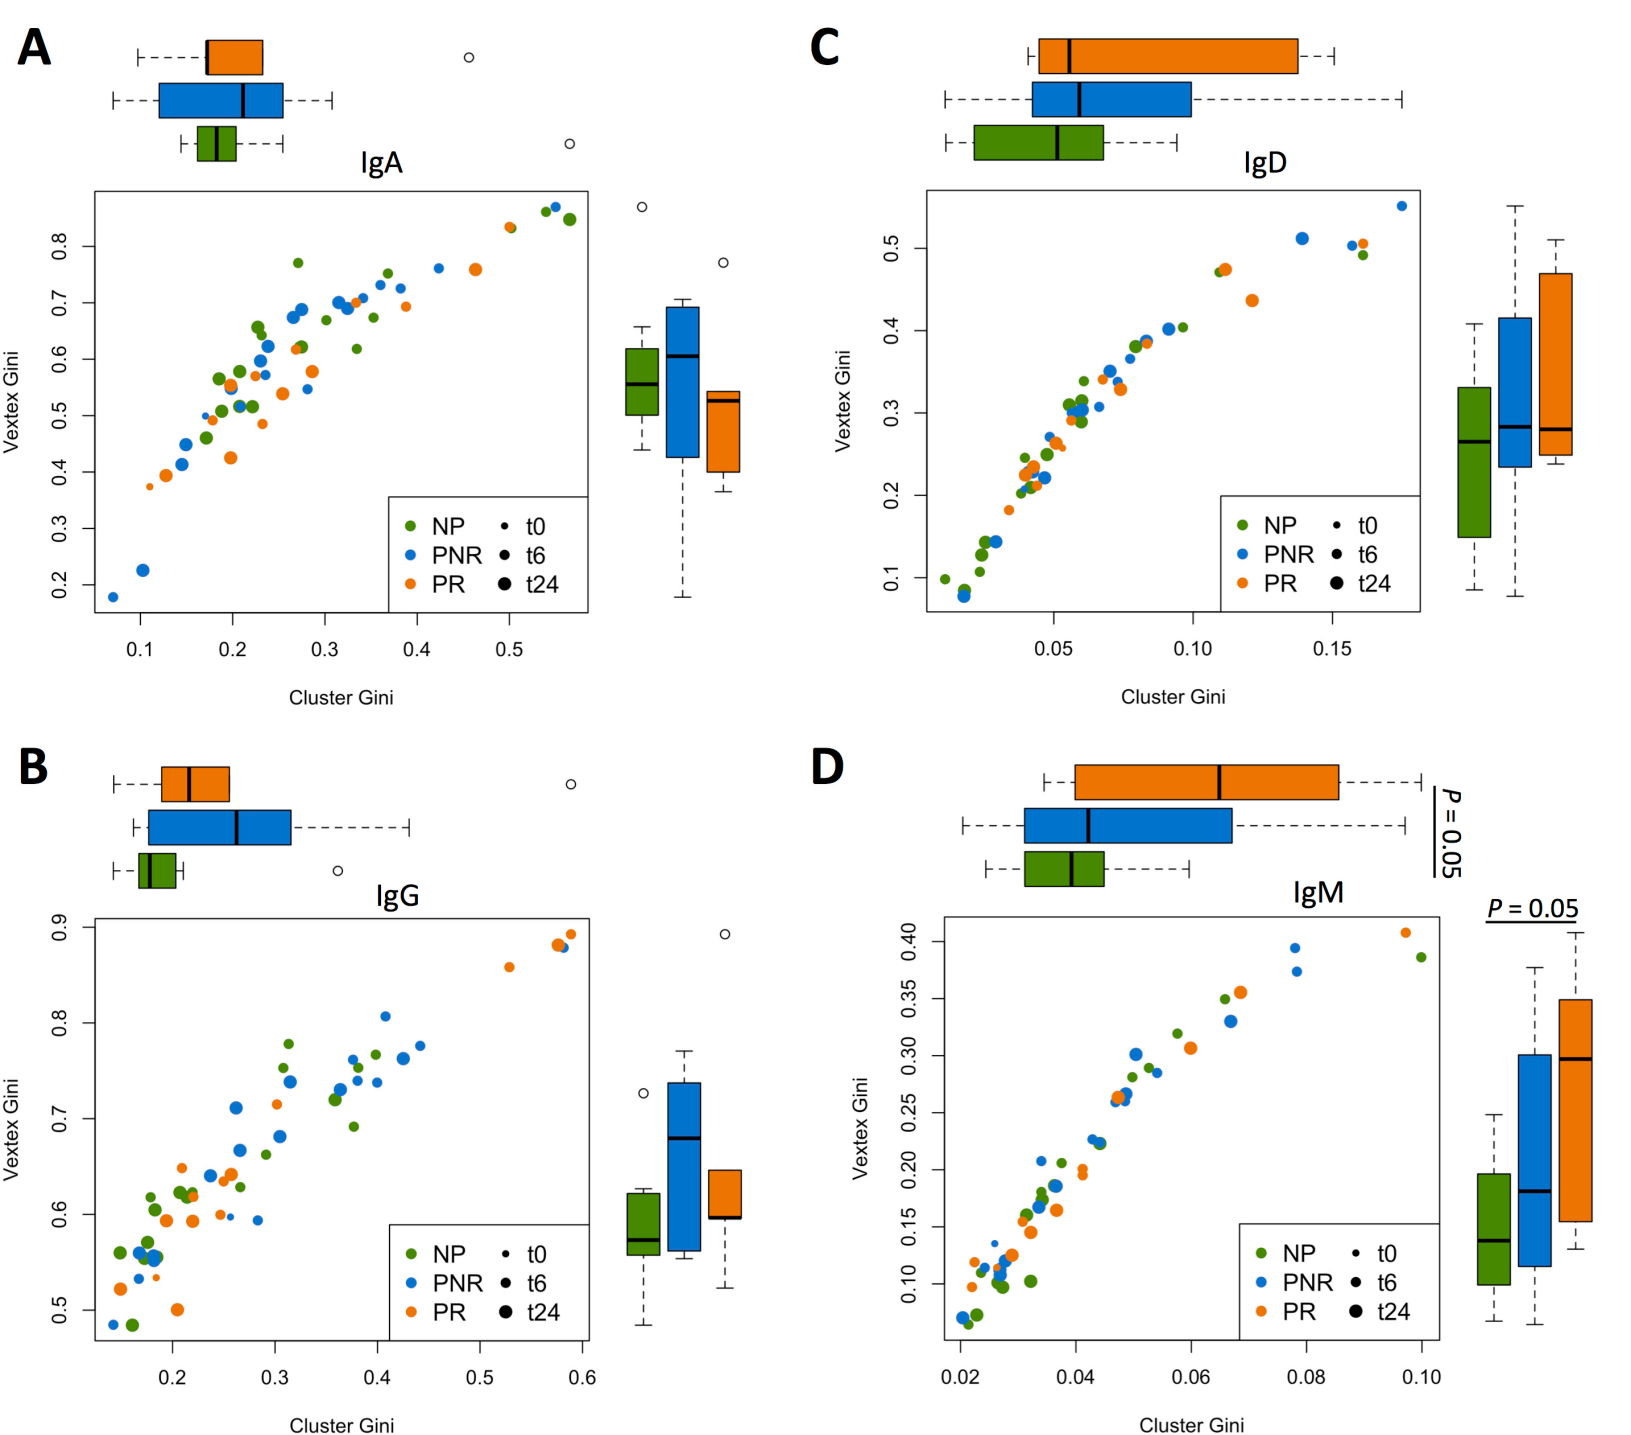 A
IgA
Vextex Gini
0.8
0.7
0.6
0.5
0.4
0.3
0.2
NP t0
PNR t6
PR t24
0.1 0.2 0.3 0.4 0.5
Cluster Gini
C
IgD
Vextex Gini
0.5
0.4
0.3
0.2
0.1
NP t0
PNR t6
PR t24
0.05 0.10 0.15
Cluster Gini
B
IgG
Vextex Gini
0.9
0.8
0.7
0.6
0.5
NP t0
PNR t6
PR t24
0.2 0.3 0.4 0.5 0.6
Cluster Gini
D
P = 0.05
IgM
P = 0.05
Vextex Gini
0.40
0.35
0.30
0.25
0.20
0.15
0.10
NP t0
PNR t6
PR t24
0.02 0.04 0.06 0.08 0.10
Cluster Gini